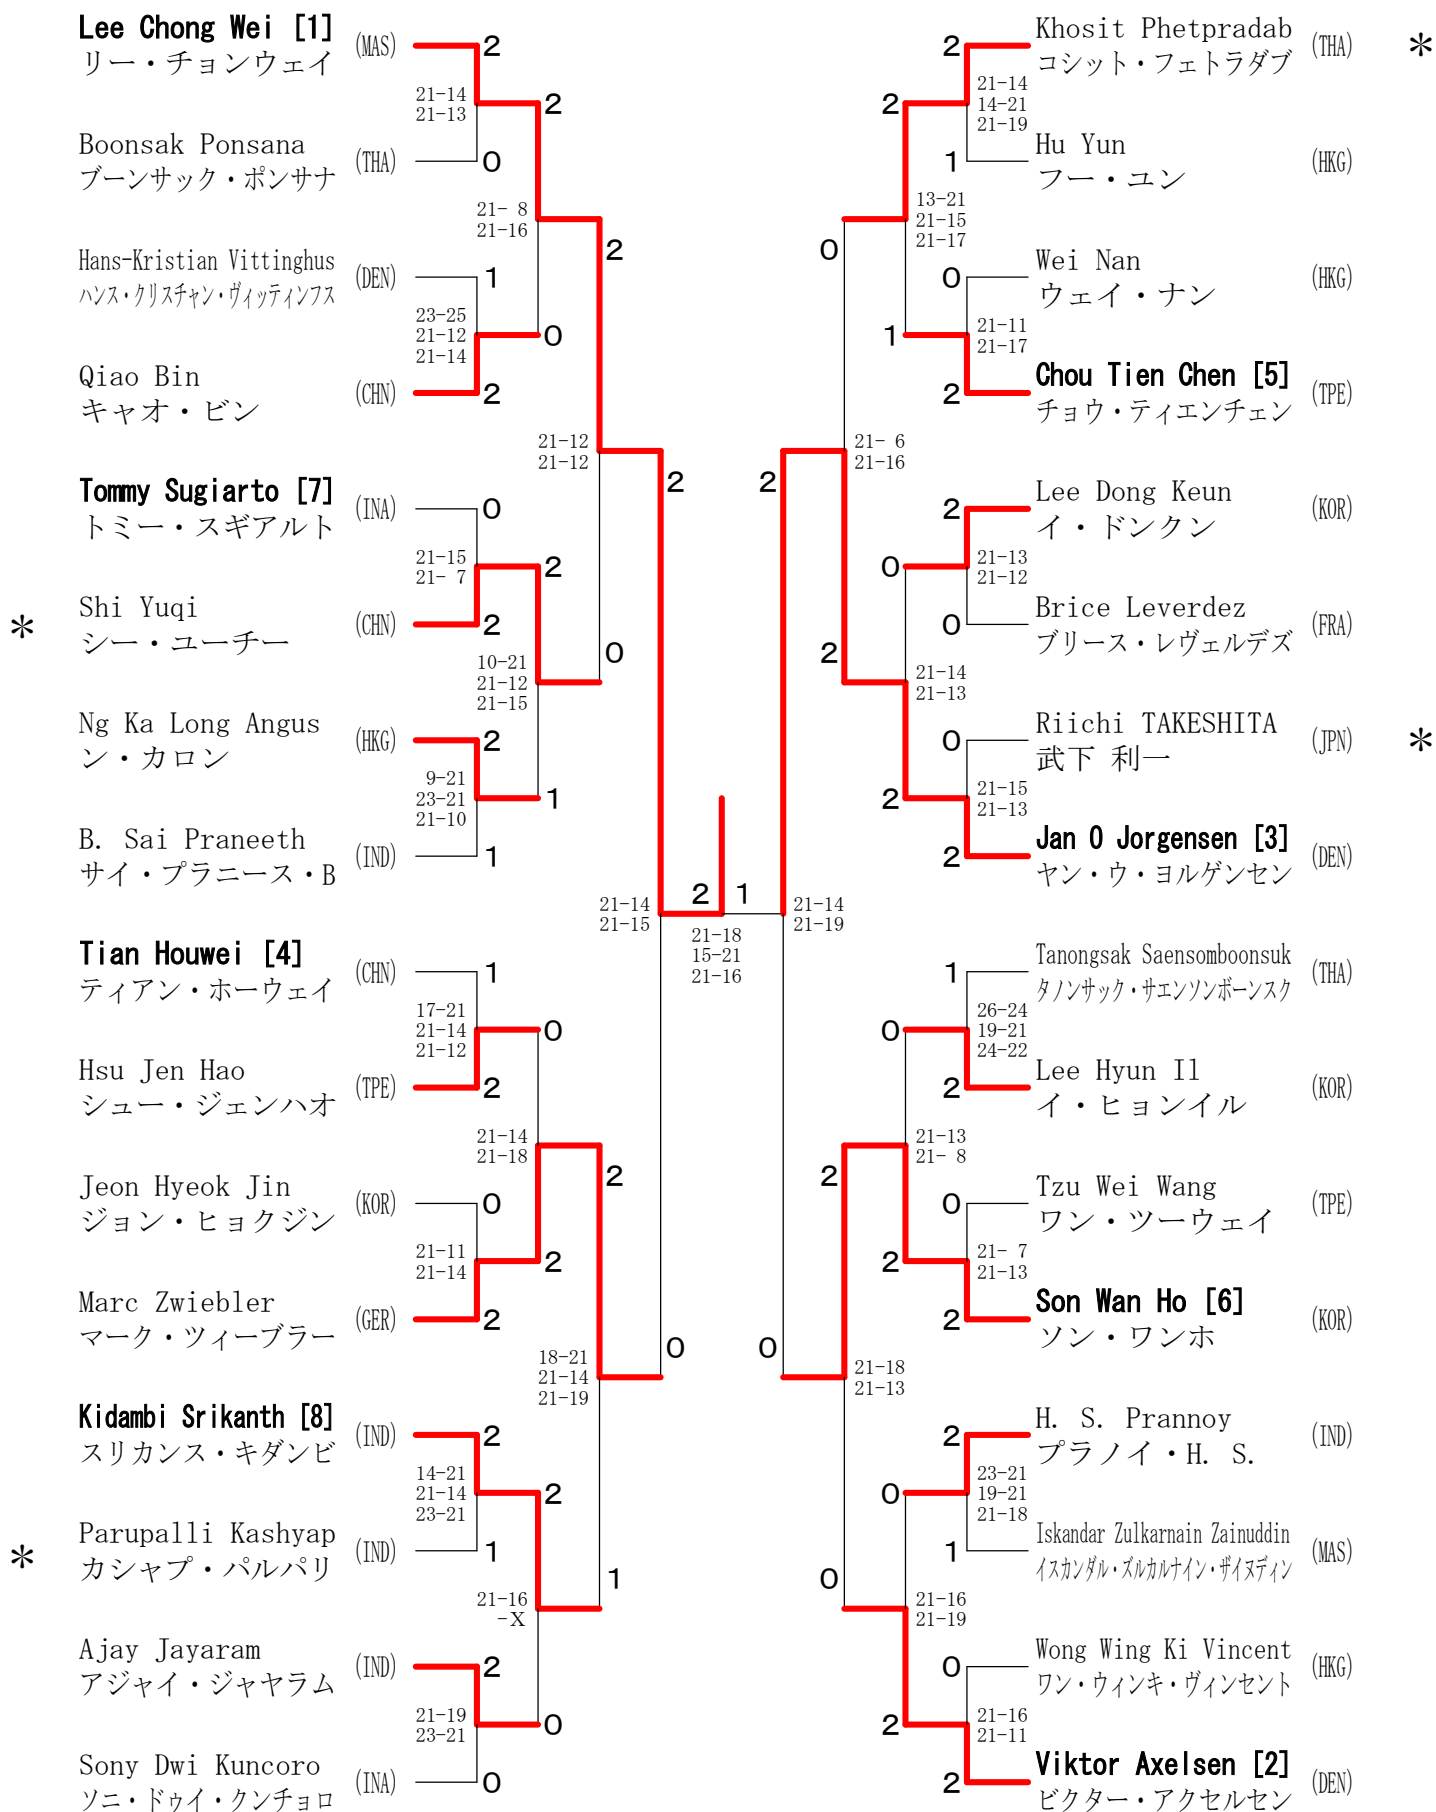 Lee Chong Wei [1]
リー・チョンウェイ
(MAS)
2
21-14
21-13
2
Boonsak Ponsana
ブーンサック・ポンサナ
(THA)
0
21- 8
21-16
2
Hans-Kristian Vittinghus
ハンス・クリスチャン・ヴィッティンフス
(DEN)
1
23-25
21-12
21-14
0
Qiao Bin
キャオ・ビン
(CHN)
2
21-12
21-12
2
Tommy Sugiarto [7]
トミー・スギアルト
(INA)
0
21-15
21- 7
2
*
Shi Yuqi
シー・ユーチー
(CHN)
2
10-21
21-12
21-15
0
Ng Ka Long Angus
ン・カロン
(HKG)
2
9-21
23-21
21-10
1
B. Sai Praneeth
サイ・プラニース・B
(IND)
1
21-14
21-15
2
1
21-18
15-21
21-16
Tian Houwei [4]
ティアン・ホーウェイ
(CHN)
1
17-21
21-14
21-12
0
Hsu Jen Hao
シュー・ジェンハオ
(TPE)
2
21-14
21-18
2
Jeon Hyeok Jin
ジョン・ヒョクジン
(KOR)
0
21-11
21-14
2
Marc Zwiebler
マーク・ツィーブラー
(GER)
2
18-21
21-14
21-19
0
Kidambi Srikanth [8]
スリカンス・キダンビ
(IND)
2
14-21
21-14
23-21
2
*
Parupalli Kashyap
カシャプ・パルパリ
(IND)
1
21-16
-X
1
Ajay Jayaram
アジャイ・ジャヤラム
(IND)
2
21-19
23-21
0
Sony Dwi Kuncoro
ソニ・ドゥイ・クンチョロ
(INA)
0
2
Khosit Phetpradab
コシット・フェトラダブ
(THA)
*
2
21-14
14-21
21-19
1
Hu Yun
フー・ユン
(HKG)
0
13-21
21-15
21-17
0
Wei Nan
ウェイ・ナン
(HKG)
1
21-11
21-17
2
Chou Tien Chen [5]
チョウ・ティエンチェン
(TPE)
2
21- 6
21-16
2
Lee Dong Keun
イ・ドンクン
(KOR)
0
21-13
21-12
0
Brice Leverdez
ブリース・レヴェルデズ
(FRA)
2
21-14
21-13
0
Riichi TAKESHITA
武下 利一
(JPN)
*
2
21-15
21-13
2
Jan O Jorgensen [3]
ヤン・ウ・ヨルゲンセン
(DEN)
21-14
21-19
1
Tanongsak Saensomboonsuk
タノンサック・サエンソンボーンスク
(THA)
0
26-24
19-21
24-22
2
Lee Hyun Il
イ・ヒョンイル
(KOR)
2
21-13
21- 8
0
Tzu Wei Wang
ワン・ツーウェイ
(TPE)
2
21- 7
21-13
2
Son Wan Ho [6]
ソン・ワンホ
(KOR)
0
21-18
21-13
2
H. S. Prannoy
プラノイ・H. S.
(IND)
0
23-21
19-21
21-18
1
Iskandar Zulkarnain Zainuddin
イスカンダル・ズルカルナイン・ザイヌディン
(MAS)
0
21-16
21-19
0
Wong Wing Ki Vincent
ワン・ウィンキ・ヴィンセント
(HKG)
2
21-16
21-11
2
Viktor Axelsen [2]
ビクター・アクセルセン
(DEN)